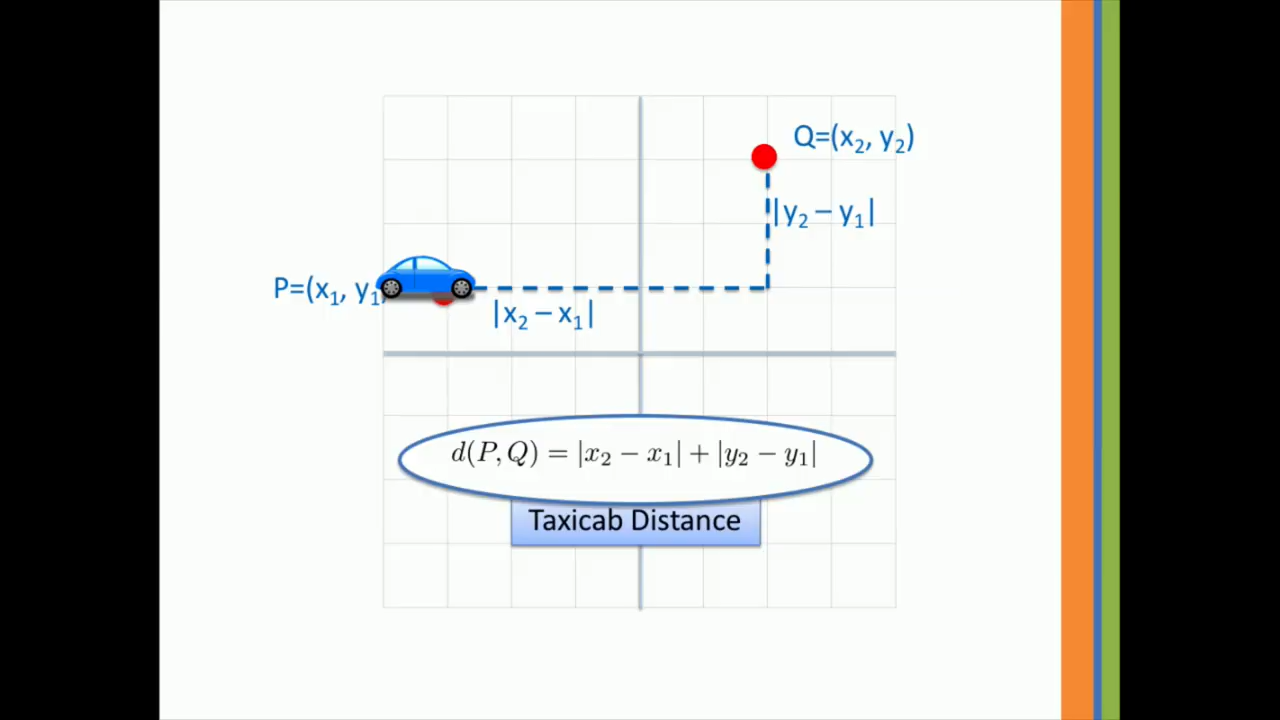 Q=(x₂, y₂)
|y₂ – y₁|
P=(x₁, y₁)
|x₂ – x₁|
d(P, Q) = |x₂ − x₁| + |y₂ − y₁|
Taxicab Distance